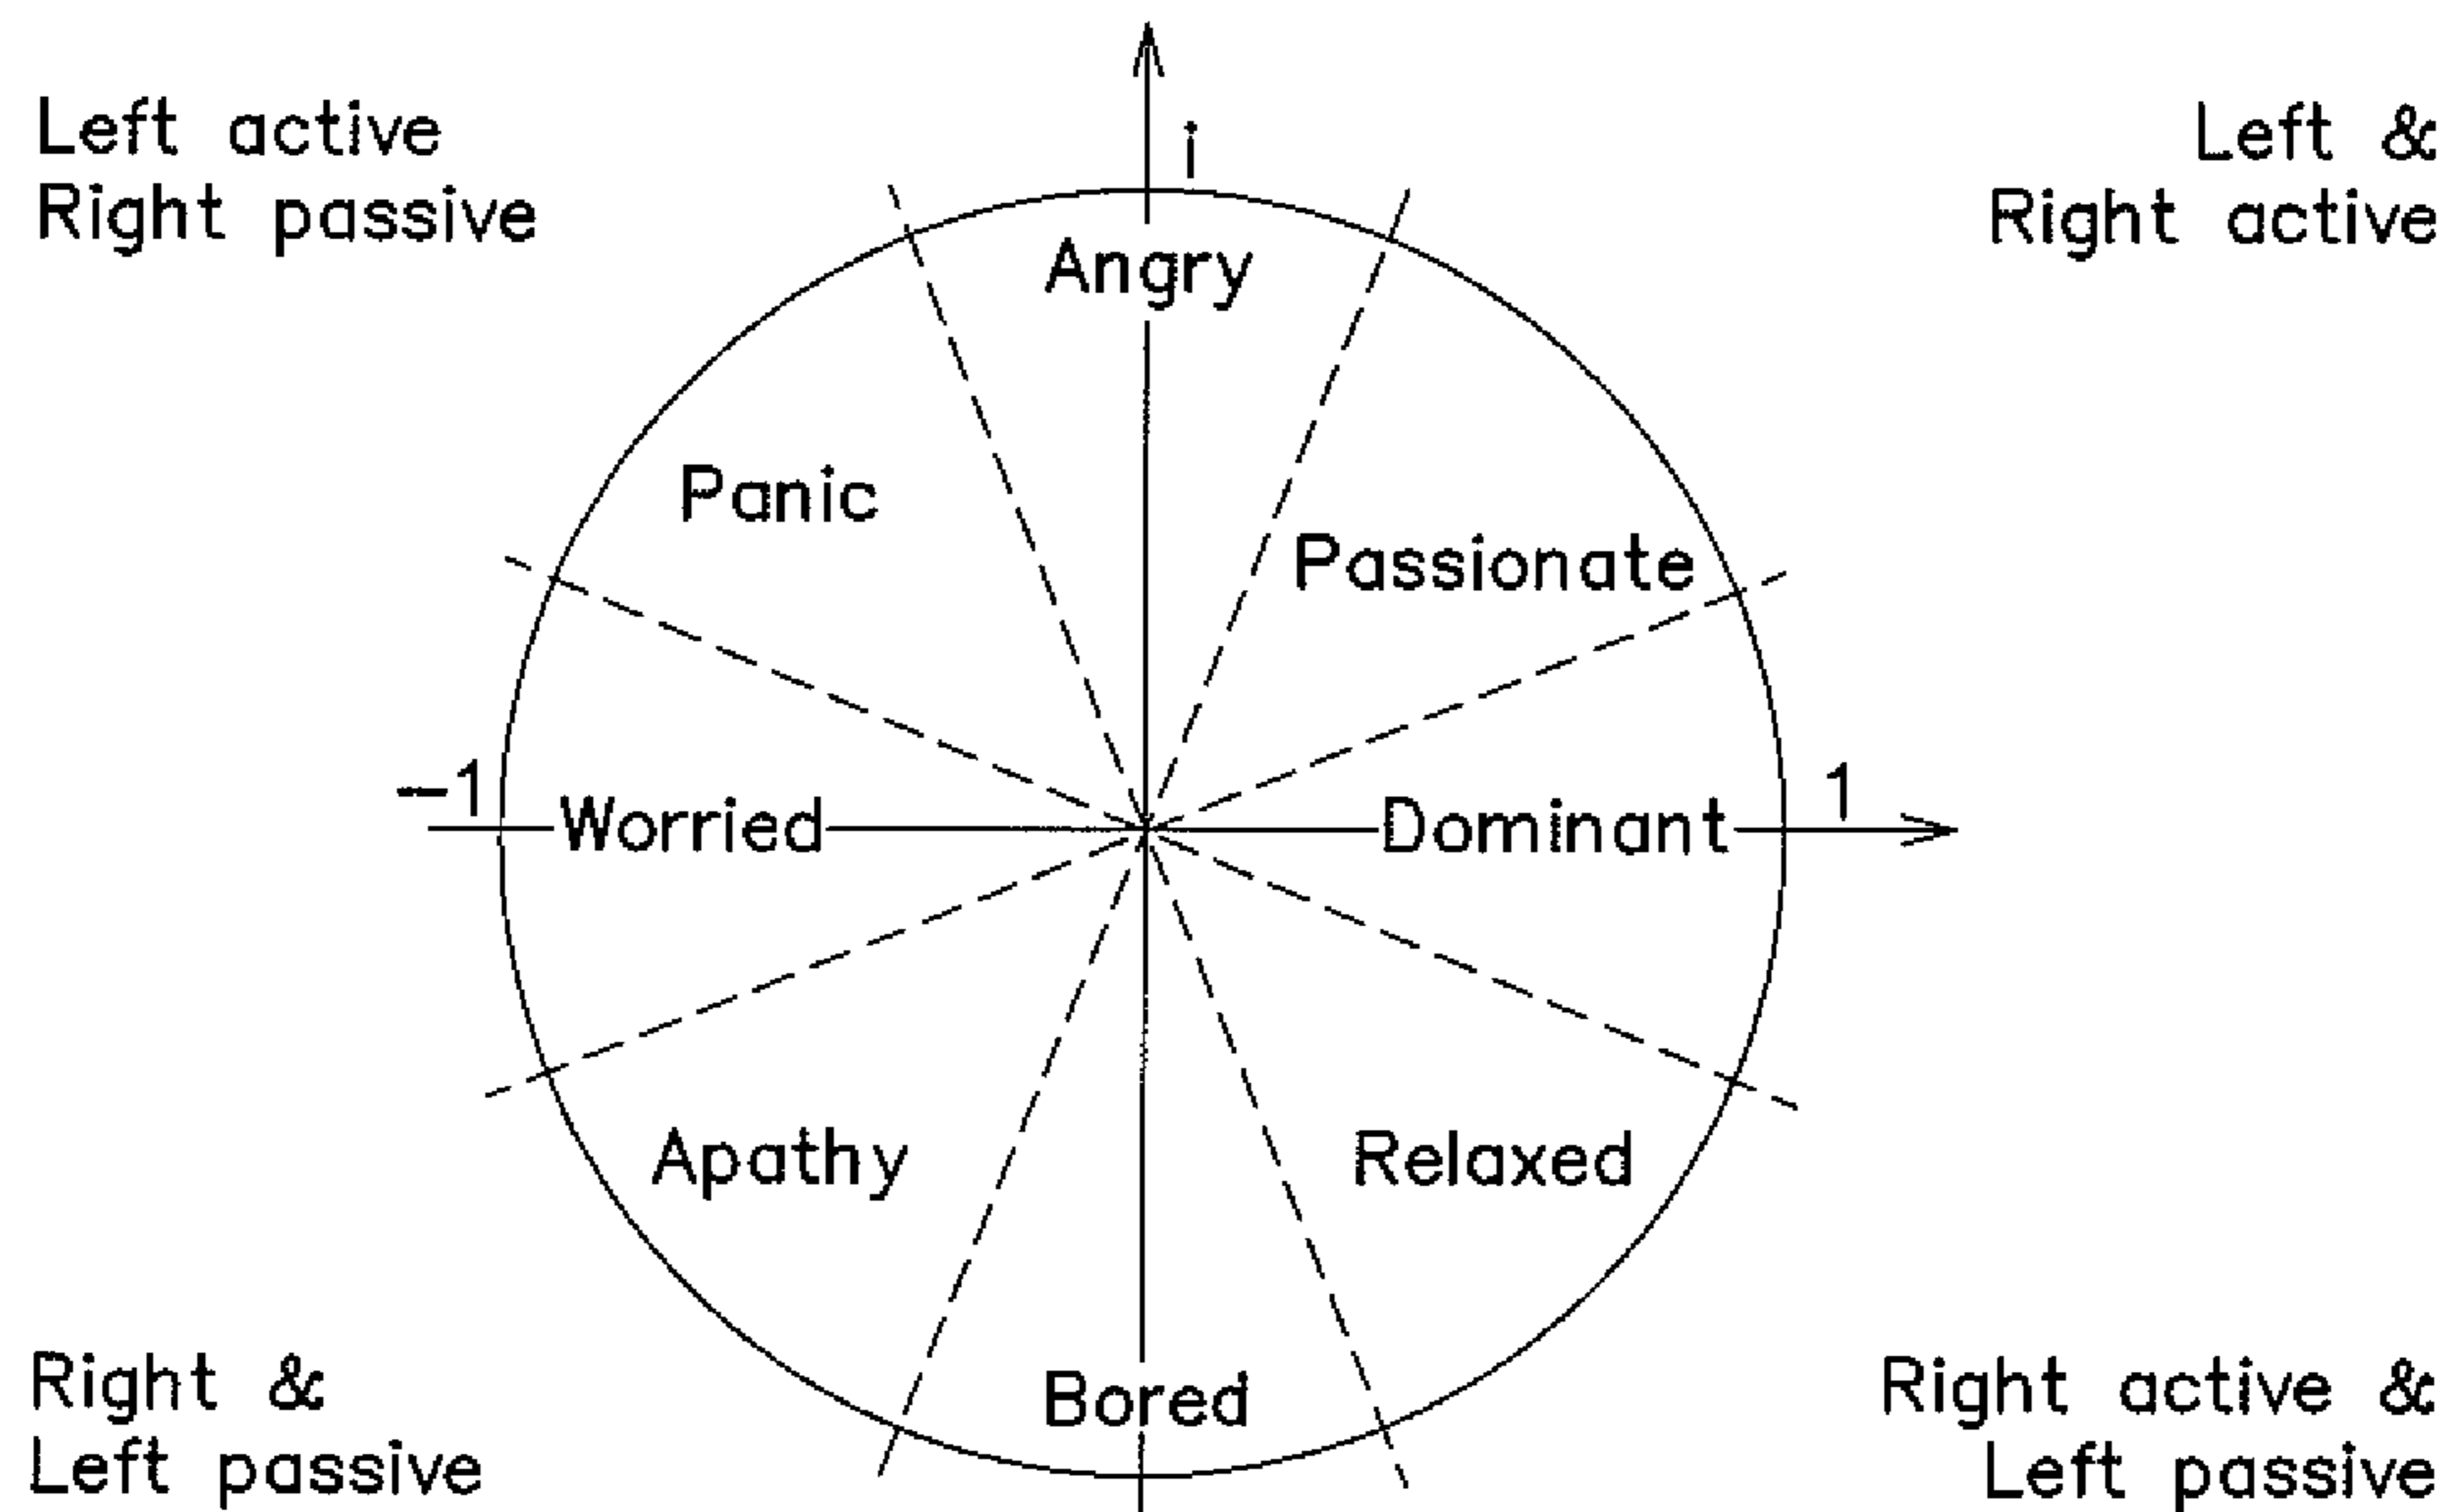 Left active
Right passive
i
Left &
Right active
Angry
Panic
Passionate
—1
Worried
Dominant
1
Apathy
Relaxed
Bored
Right &
Left passive
Right active &
Left passive